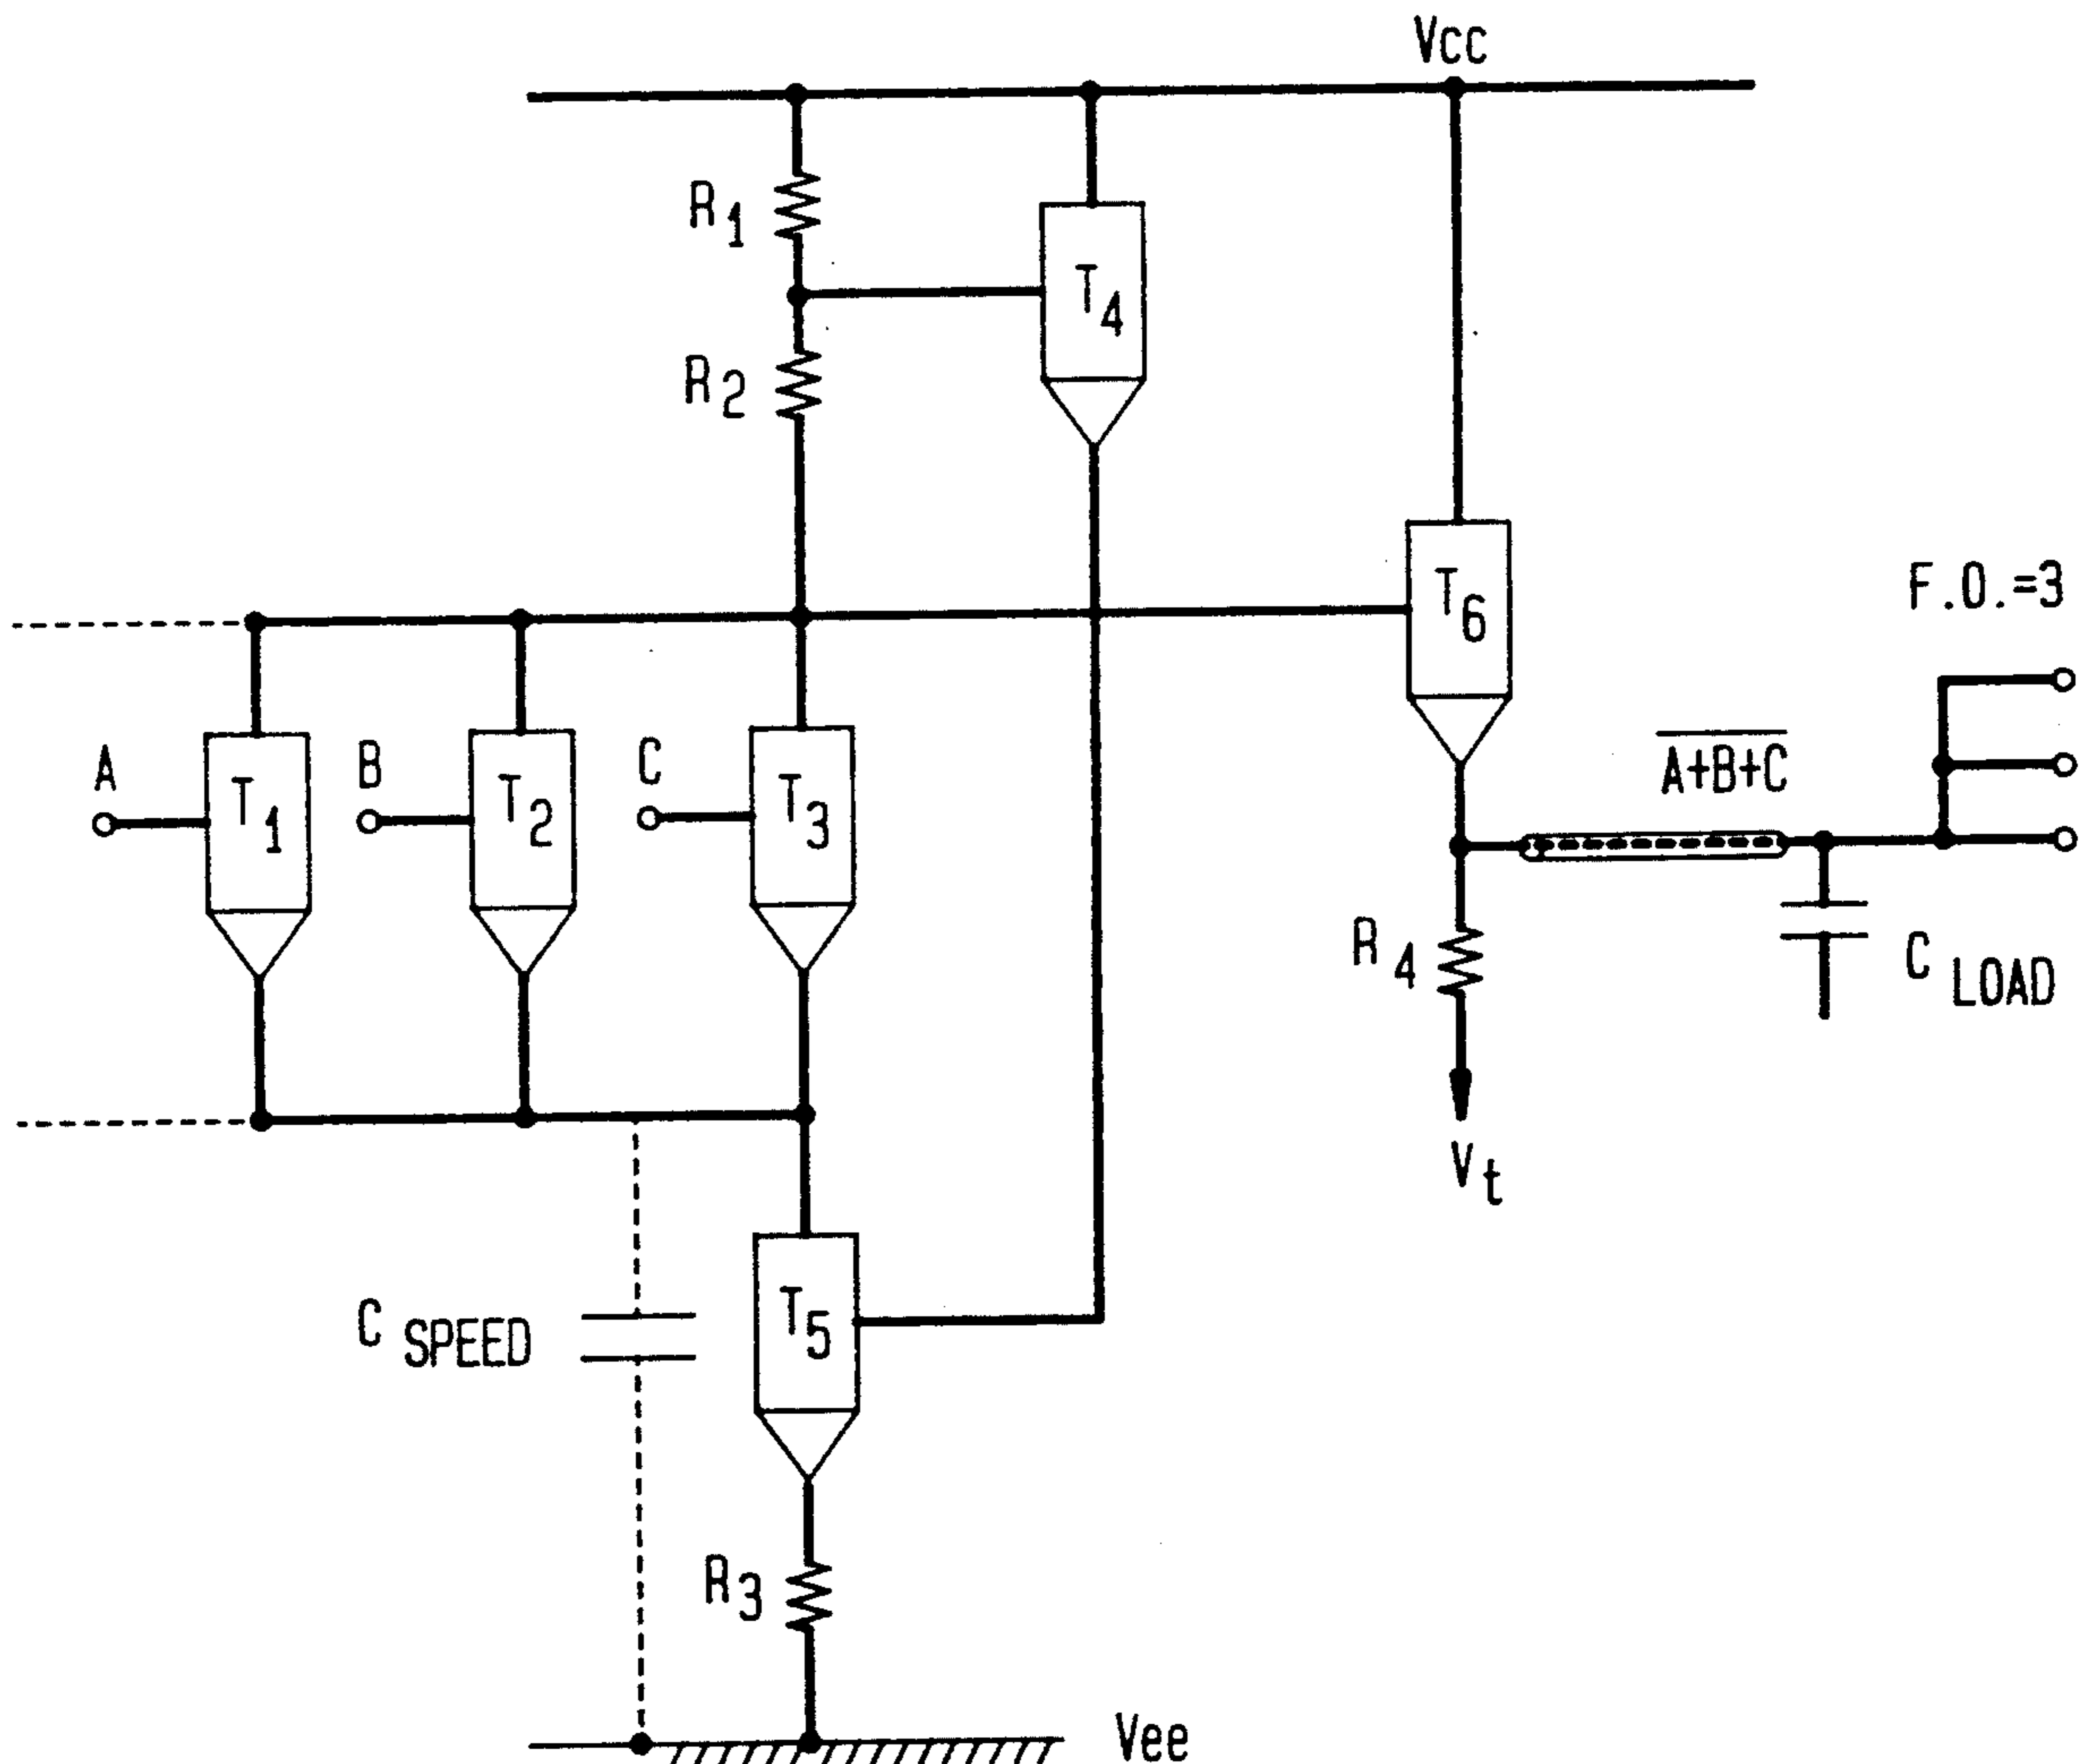 Vcc
R1
T4
R2
T6
F.O.=3
A
T1
B
T2
C
T3
A+B+C
R4
C LOAD
Vt
C SPEED
T5
R3
Vee